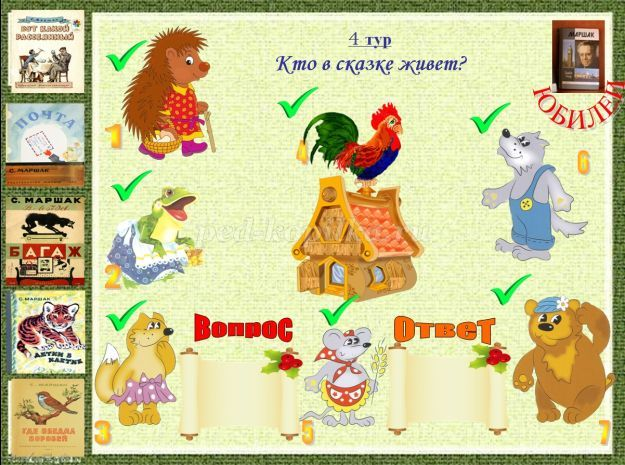 4 тур
Кто в сказке живет?
МАРШАК
ЮБИЛЕЙ
ВОТ КАКОЙ
РАССЕЯННЫЙ
ПОЧТА
С. МАРШАК
С. МАРШАК
БАГАЖ
С. МАРШАК
ДЕТКИ В
КЛЕТКЕ
ГДЕ ОБЕДАЛ
ВОРОБЕЙ
1
2
3
4
5
6
7
Вопрос
Ответ